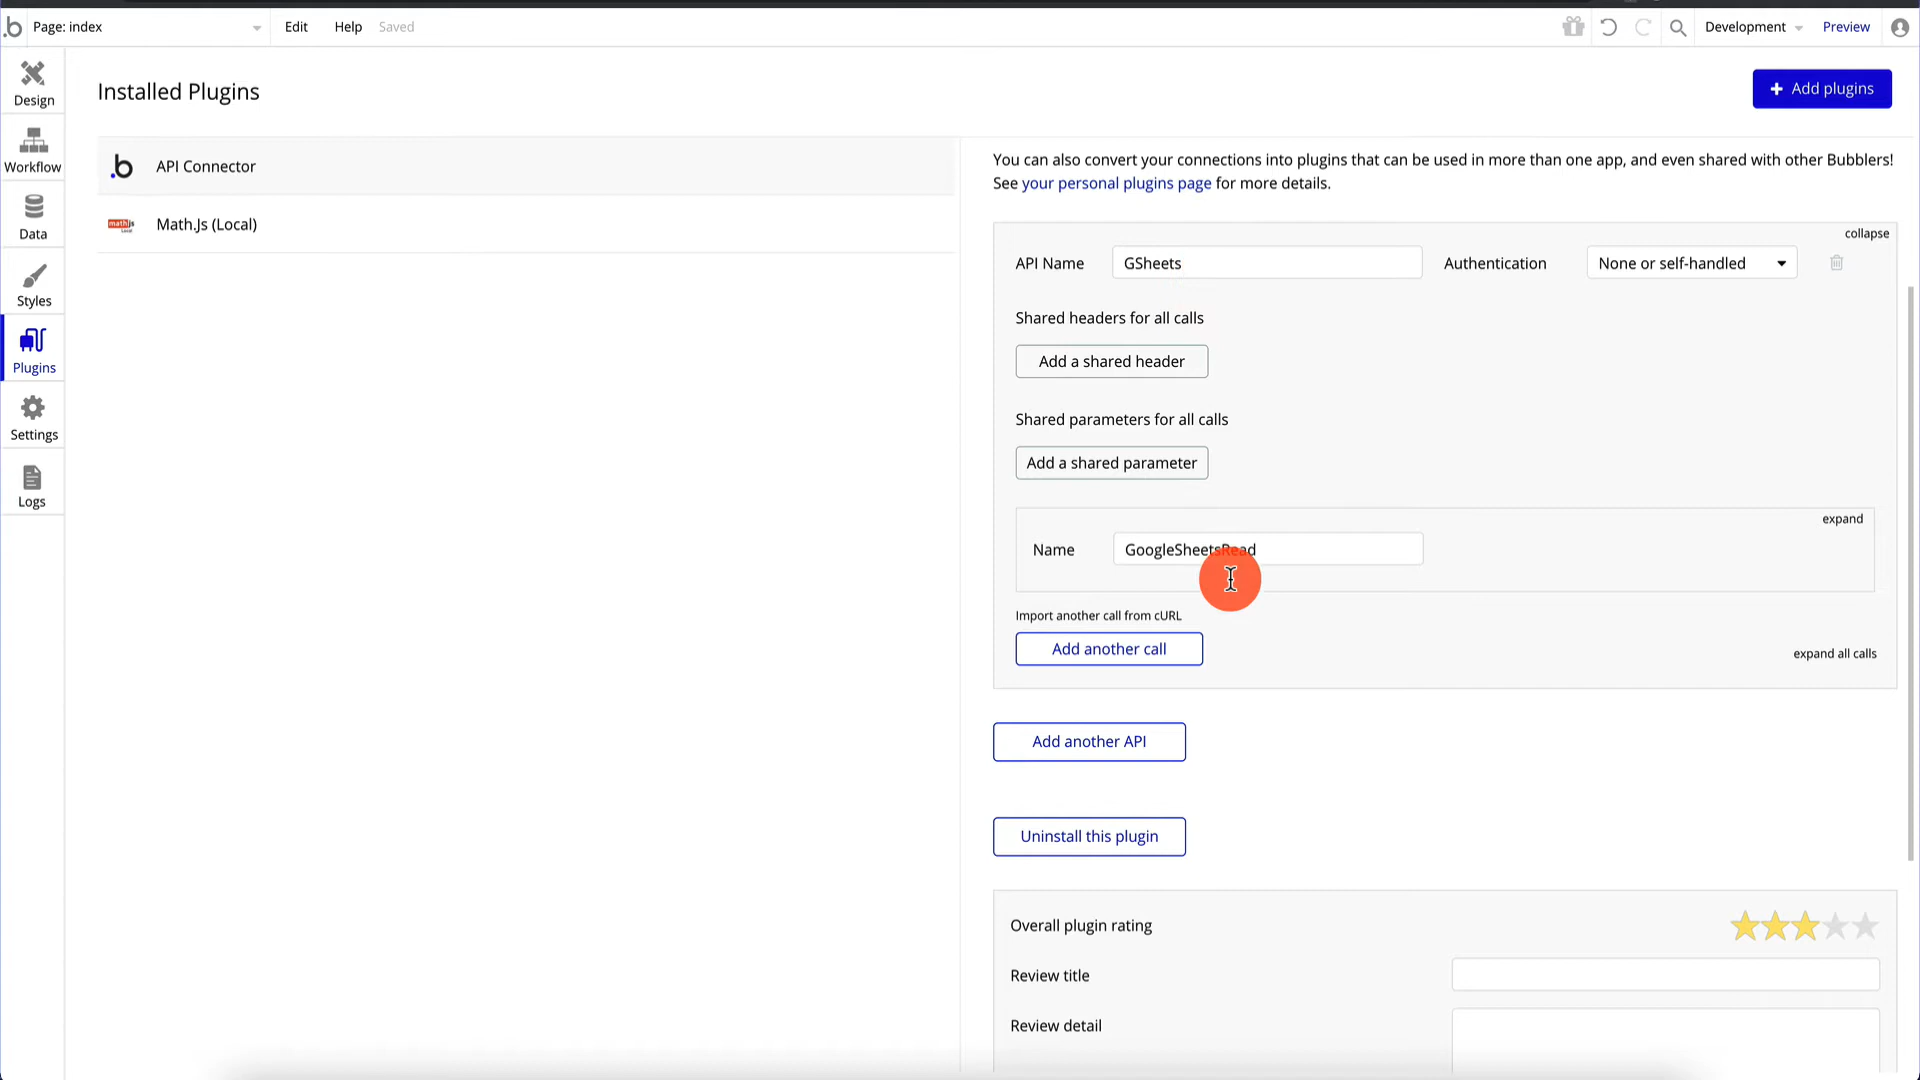 Page: index
Edit
Help
Saved
Development
Preview
Design
Workflow
Data
Styles
Plugins
Settings
Logs
Installed Plugins
+ Add plugins
API Connector
Math.Js (Local)
You can also convert your connections into plugins that can be used in more than one app, and even shared with other Bubblers!
See your personal plugins page for more details.
collapse
API Name
GSheets
Authentication
None or self-handled
Shared headers for all calls
Add a shared header
Shared parameters for all calls
Add a shared parameter
expand
Name
GoogleSheetsRead
Import another call from cURL
Add another call
expand all calls
Add another API
Uninstall this plugin
Overall plugin rating
Review title
Review detail